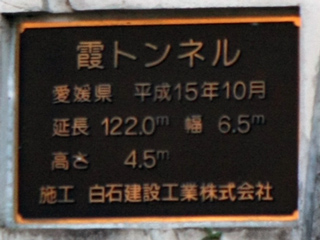 霞トンネル
愛媛県 平成15年10月
延長 122.0m 幅 6.5m
高さ 4.5m
施工 白石建設工業株式会社